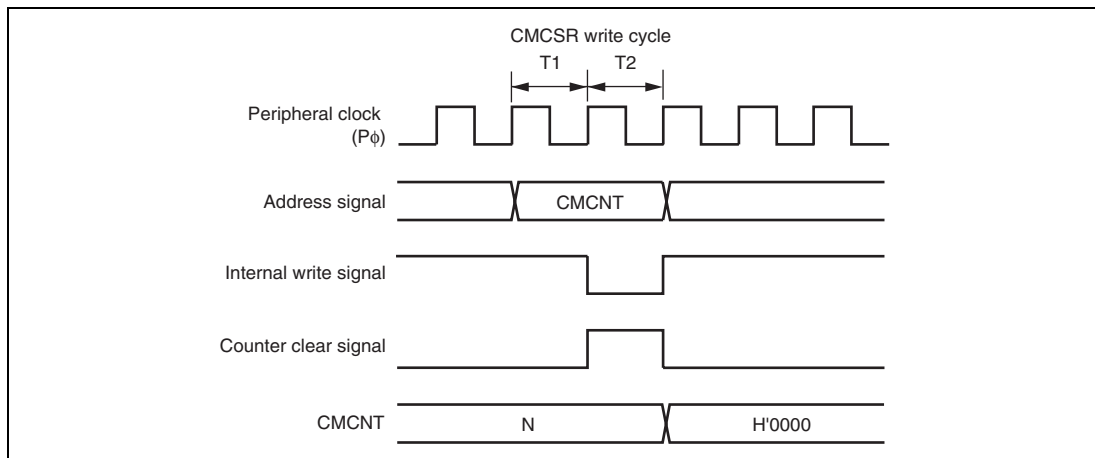 CMCSR write cycle
T1 T2
Peripheral clock
(Pϕ)
Address signal CMCNT
Internal write signal
Counter clear signal
CMCNT N H'0000